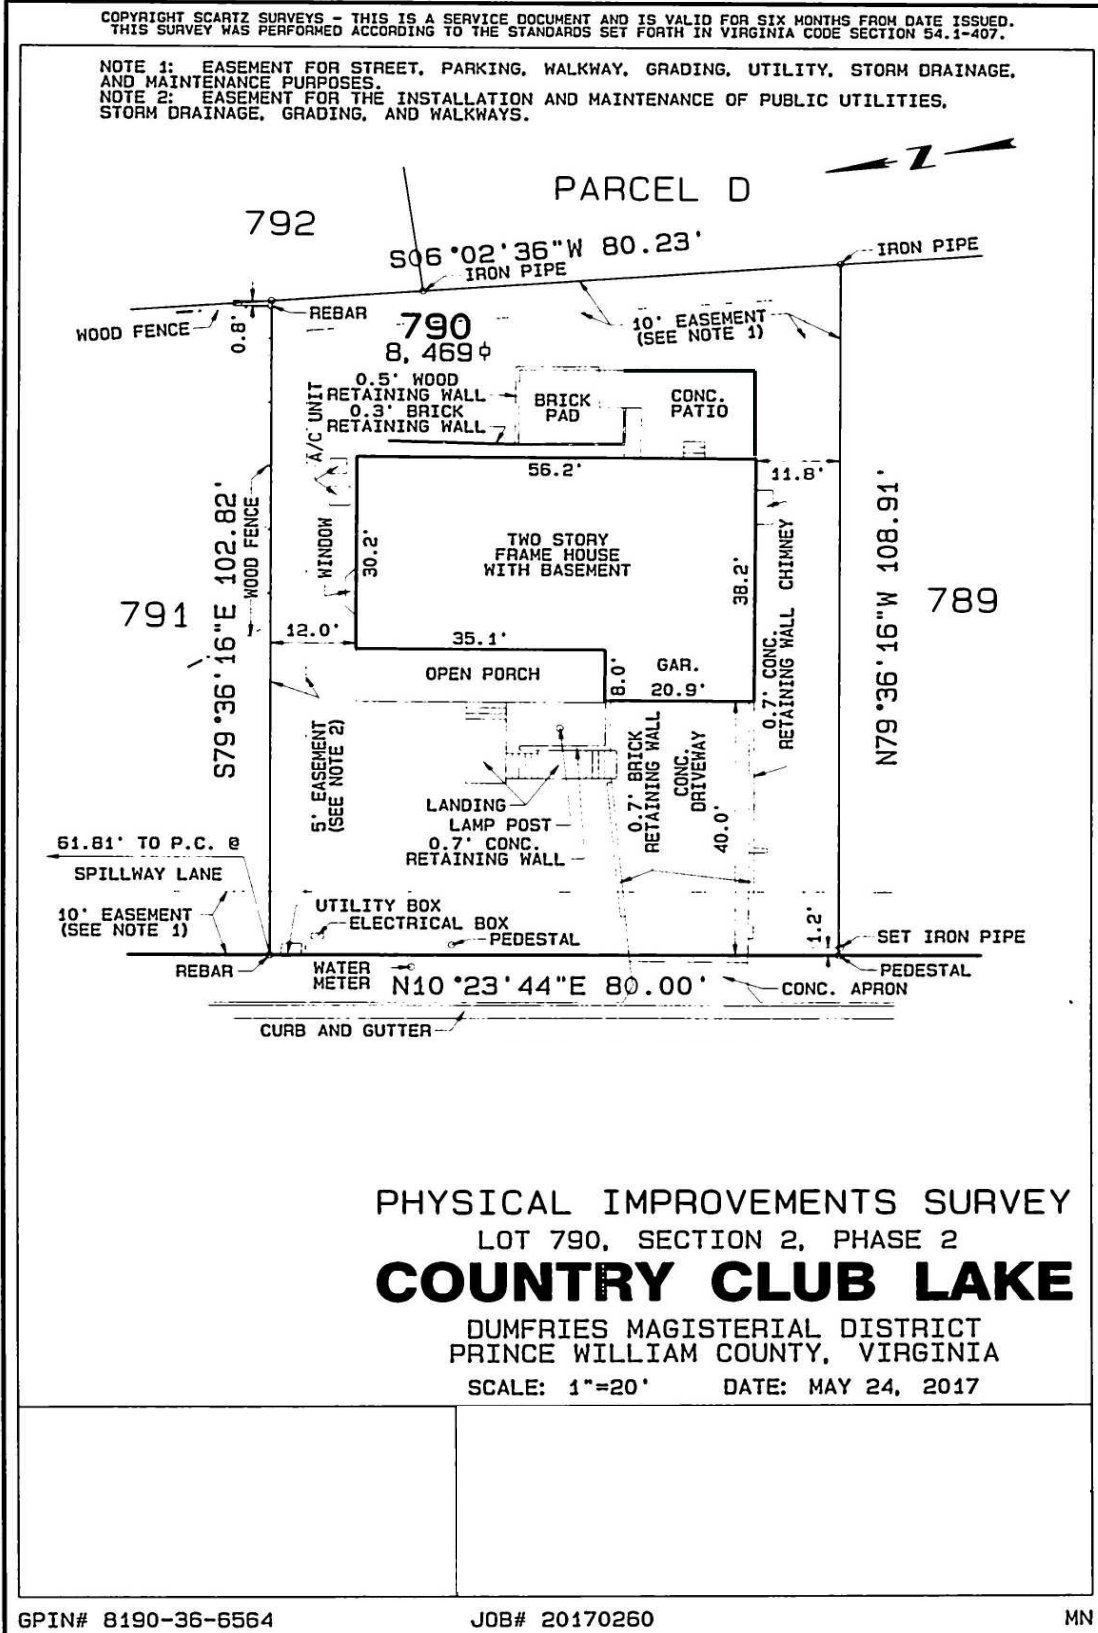 COPYRIGHT SCARTZ SURVEYS - THIS IS A SERVICE DOCUMENT AND IS VALID FOR SIX MONTHS FROM DATE ISSUED.
THIS SURVEY WAS PERFORMED ACCORDING TO THE STANDARDS SET FORTH IN VIRGINIA CODE SECTION 54.1-407.
NOTE 1: EASEMENT FOR STREET, PARKING, WALKWAY, GRADING, UTILITY, STORM DRAINAGE,
AND MAINTENANCE PURPOSES.
NOTE 2: EASEMENT FOR THE INSTALLATION AND MAINTENANCE OF PUBLIC UTILITIES,
STORM DRAINAGE, GRADING, AND WALKWAYS.
N
PARCEL D
792
S06°02'36"W 80.23'
IRON PIPE
IRON PIPE
REBAR
WOOD FENCE
0.8'
790
8,469⌽
10' EASEMENT
(SEE NOTE 1)
0.5' WOOD
RETAINING WALL
0.3' BRICK
RETAINING WALL
BRICK
PAD
CONC.
PATIO
A/C UNIT
56.2'
11.8'
S79°36'16"E 102.82'
WOOD FENCE
WINDOW
30.2'
TWO STORY
FRAME HOUSE
WITH BASEMENT
38.2'
CHIMNEY
0.7' CONC.
RETAINING WALL
N79°36'16"W 108.91'
791
789
12.0'
35.1'
OPEN PORCH
8.0'
GAR.
20.9'
5' EASEMENT
(SEE NOTE 2)
LANDING
LAMP POST
0.7' CONC.
RETAINING WALL
0.7' BRICK
RETAINING WALL
CONC.
DRIVEWAY
40.0'
61.81' TO P.C. @
SPILLWAY LANE
10' EASEMENT
(SEE NOTE 1)
UTILITY BOX
ELECTRICAL BOX
PEDESTAL
1.2'
SET IRON PIPE
REBAR
WATER
METER
N10°23'44"E 80.00'
PEDESTAL
CONC. APRON
CURB AND GUTTER
PHYSICAL IMPROVEMENTS SURVEY
LOT 790, SECTION 2, PHASE 2
COUNTRY CLUB LAKE
DUMFRIES MAGISTERIAL DISTRICT
PRINCE WILLIAM COUNTY, VIRGINIA
SCALE: 1"=20' DATE: MAY 24, 2017
GPIN# 8190-36-6564 JOB# 20170260 MN